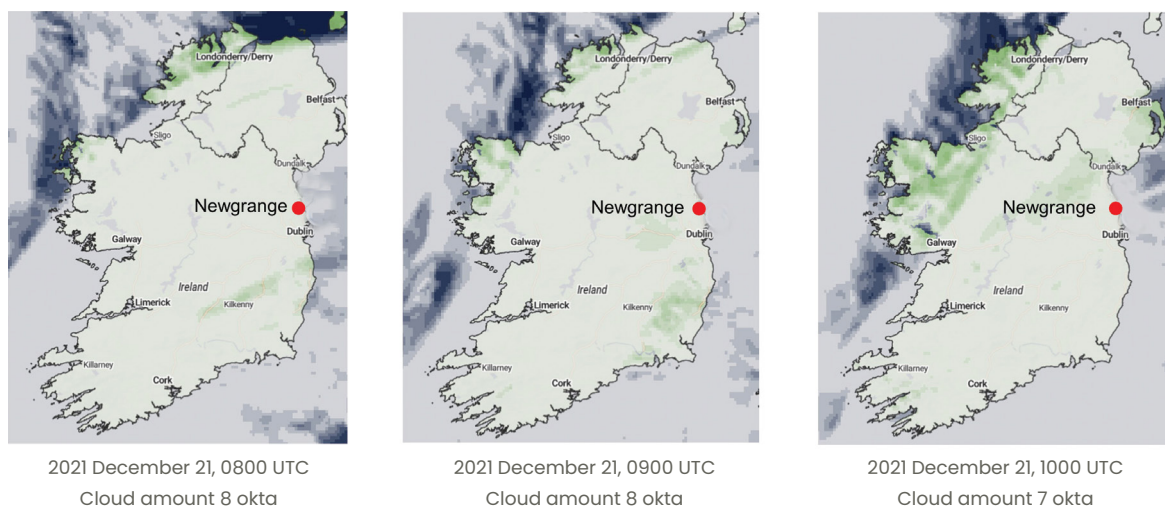 Londonderry/Derry
Belfast
Sligo
Dundalk
Newgrange
Dublin
Galway
Ireland
Limerick
Kilkenny
Killarney
Cork
2021 December 21, 0800 UTC
Cloud amount 8 okta
Londonderry/Derry
Belfast
Sligo
Dundalk
Newgrange
Dublin
Galway
Ireland
Limerick
Kilkenny
Killarney
Cork
2021 December 21, 0900 UTC
Cloud amount 8 okta
Londonderry/Derry
Belfast
Sligo
Dundalk
Newgrange
Dublin
Galway
Ireland
Limerick
Kilkenny
Killarney
Cork
2021 December 21, 1000 UTC
Cloud amount 7 okta